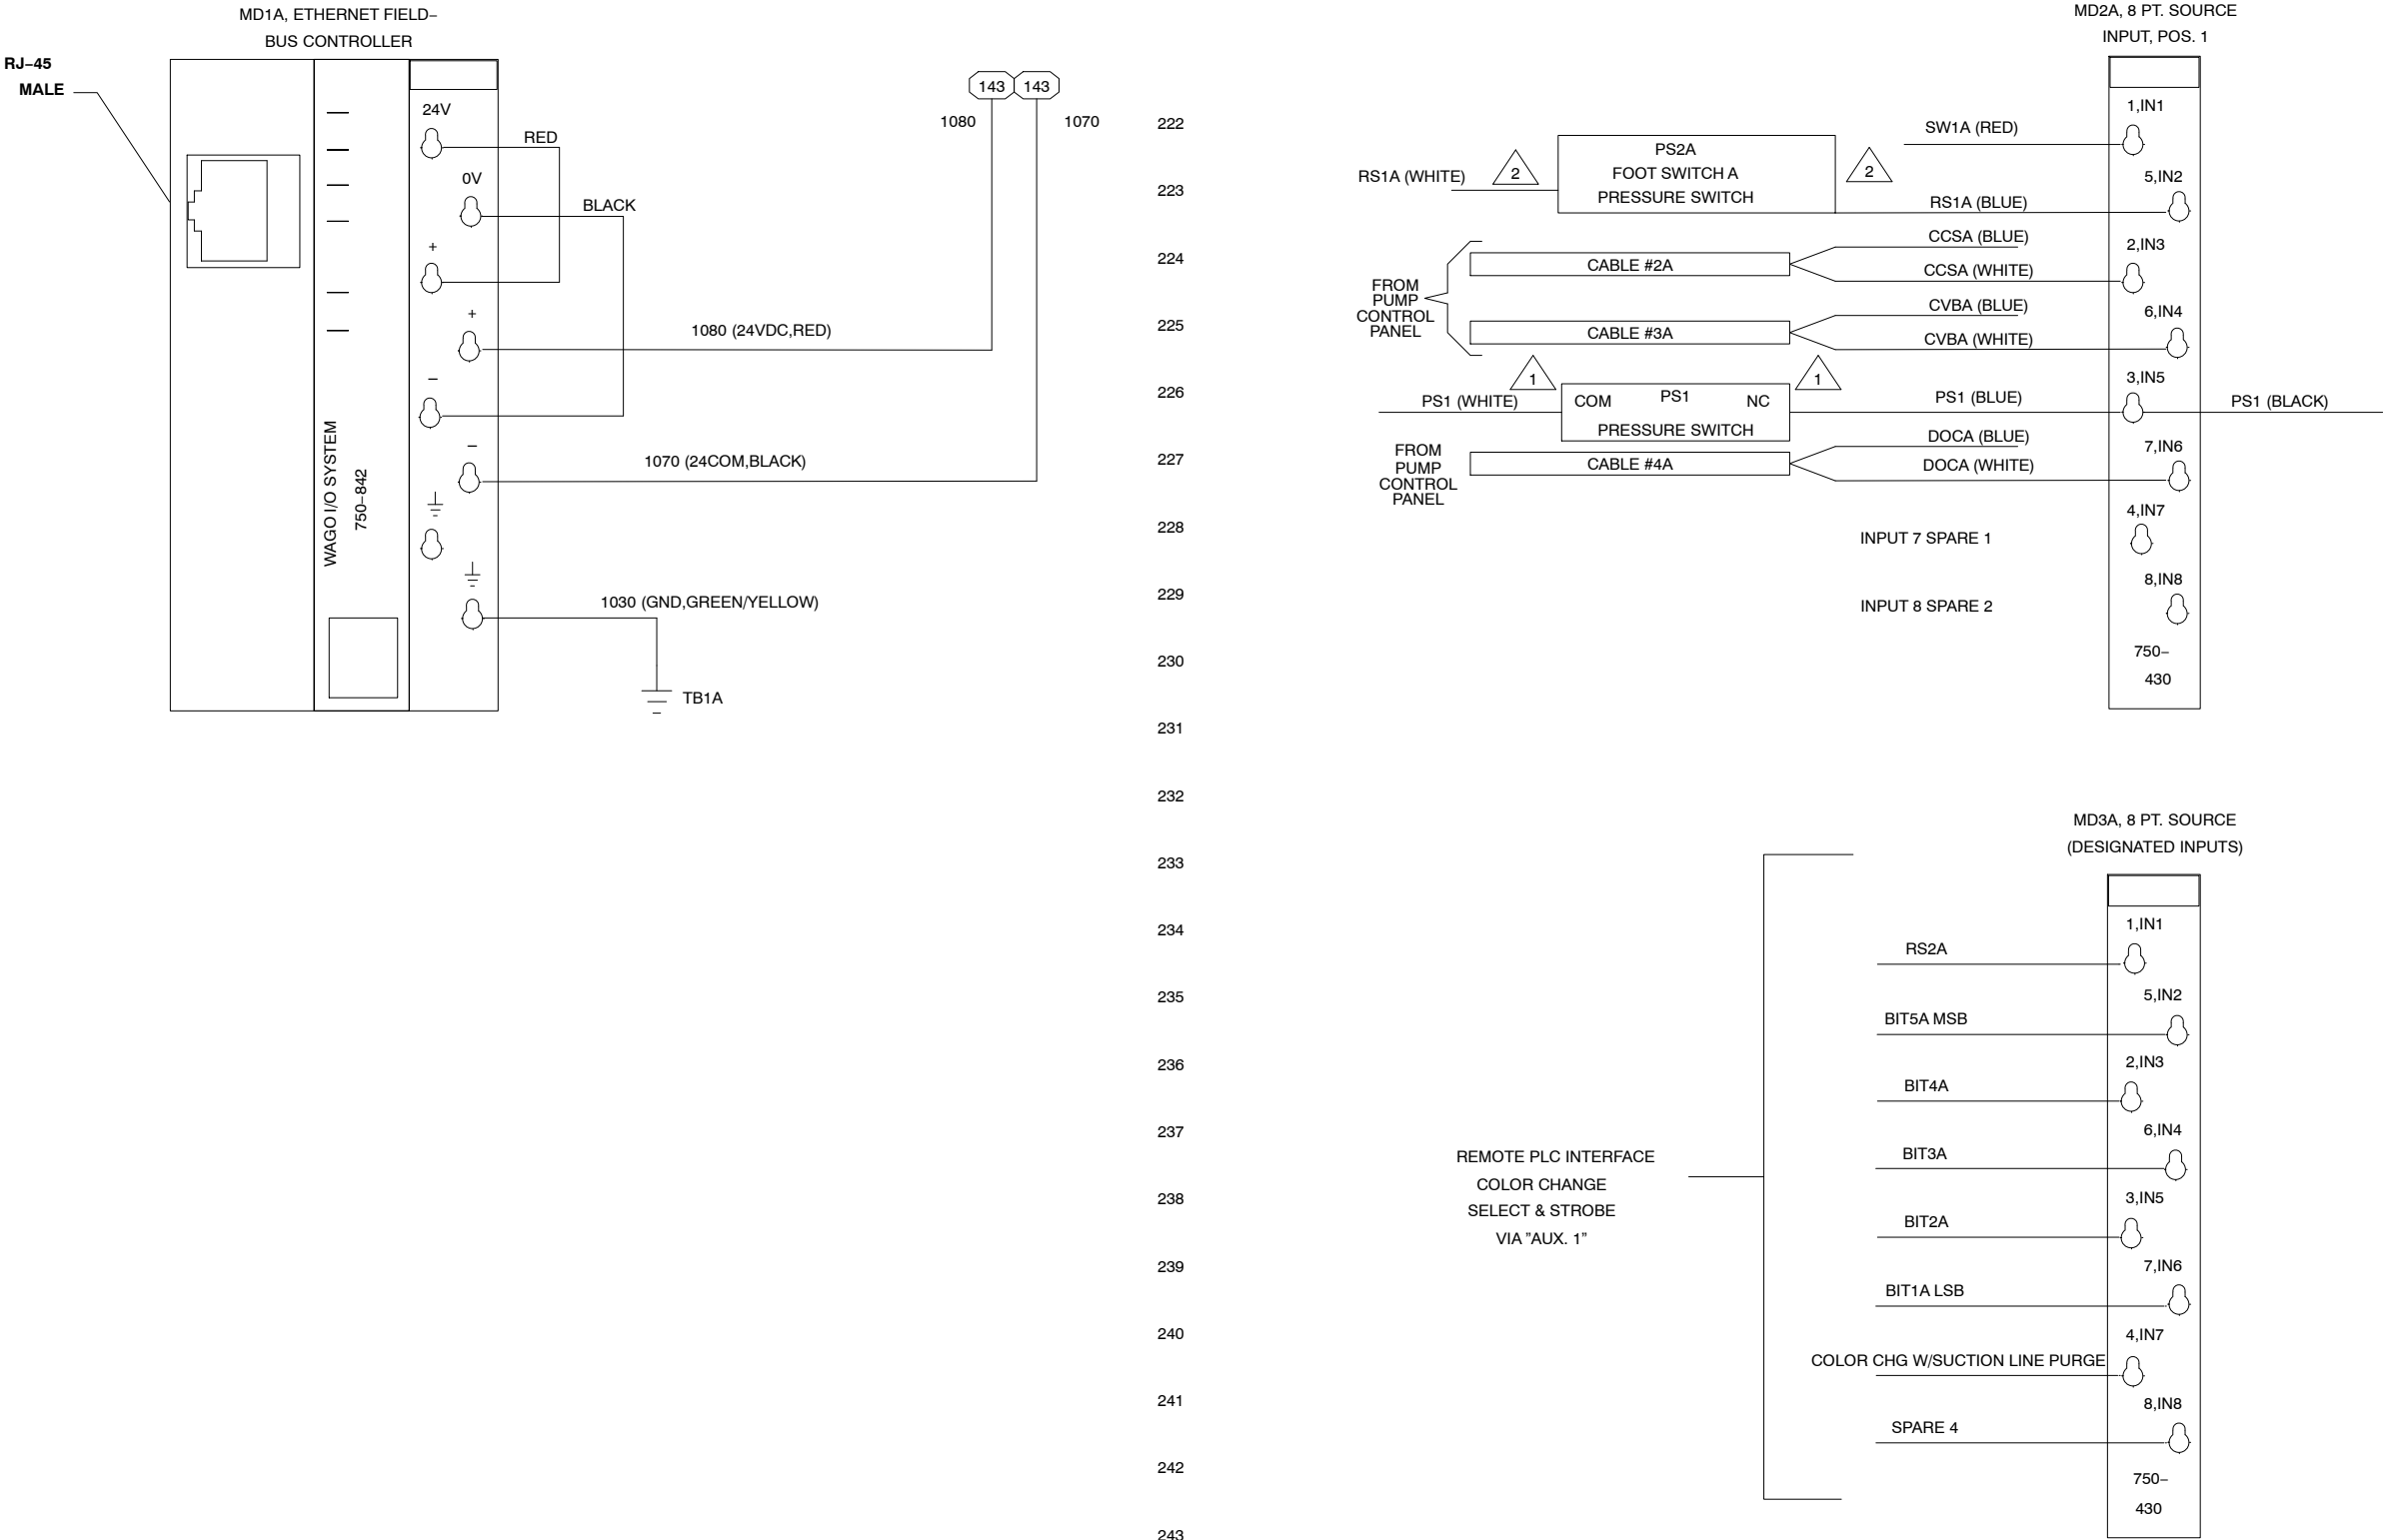 MD1A, ETHERNET FIELD–
BUS CONTROLLER
RJ–45
MALE
24V
RED
0V
BLACK
+
+
1080 (24VDC,RED)
–
–
1070 (24COM,BLACK)
1030 (GND,GREEN/YELLOW)
TB1A
WAGO I/O SYSTEM
750–842
143
143
1080
1070
222
223
224
225
226
227
228
229
230
231
232
233
234
235
236
237
238
239
240
241
242
243
MD2A, 8 PT. SOURCE
INPUT, POS. 1
1,IN1
SW1A (RED)
PS2A
FOOT SWITCH A
PRESSURE SWITCH
RS1A (WHITE)
2
2
5,IN2
RS1A (BLUE)
CCSA (BLUE)
2,IN3
CABLE #2A
CCSA (WHITE)
FROM
PUMP
CONTROL
PANEL
CVBA (BLUE)
6,IN4
CABLE #3A
CVBA (WHITE)
1
1
3,IN5
PS1 (WHITE)
COM
PS1
NC
PRESSURE SWITCH
PS1 (BLUE)
PS1 (BLACK)
DOCA (BLUE)
7,IN6
FROM
PUMP
CONTROL
PANEL
CABLE #4A
DOCA (WHITE)
4,IN7
INPUT 7 SPARE 1
8,IN8
INPUT 8 SPARE 2
750–
430
MD3A, 8 PT. SOURCE
(DESIGNATED INPUTS)
1,IN1
RS2A
5,IN2
BIT5A MSB
2,IN3
BIT4A
6,IN4
BIT3A
REMOTE PLC INTERFACE
COLOR CHANGE
SELECT & STROBE
VIA ”AUX. 1”
3,IN5
BIT2A
7,IN6
BIT1A LSB
4,IN7
COLOR CHG W/SUCTION LINE PURGE
8,IN8
SPARE 4
750–
430